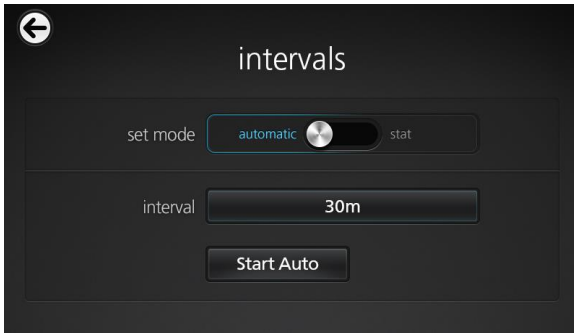 intervals
set mode automatic stat
interval 30m
Start Auto